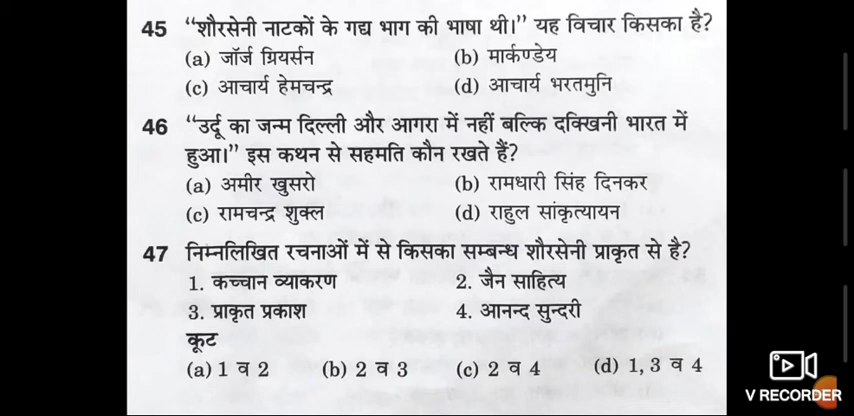 45 “शौरसेनी नाटकों के गद्य भाग की भाषा थी।” यह विचार किसका है?
(a) जॉर्ज ग्रियर्सन (b) मार्कण्डेय
(c) आचार्य हेमचन्द्र (d) आचार्य भरतमुनि
46 “उर्दू का जन्म दिल्ली और आगरा में नहीं बल्कि दक्खिनी भारत में
हुआ।” इस कथन से सहमति कौन रखते हैं?
(a) अमीर खुसरो (b) रामधारी सिंह दिनकर
(c) रामचन्द्र शुक्ल (d) राहुल सांकृत्यायन
47 निम्नलिखित रचनाओं में से किसका सम्बन्ध शौरसेनी प्राकृत से है?
1. कच्चान व्याकरण 2. जैन साहित्य
3. प्राकृत प्रकाश 4. आनन्द सुन्दरी
कूट
(a) 1 व 2 (b) 2 व 3 (c) 2 व 4 (d) 1, 3 व 4
V RECORDER